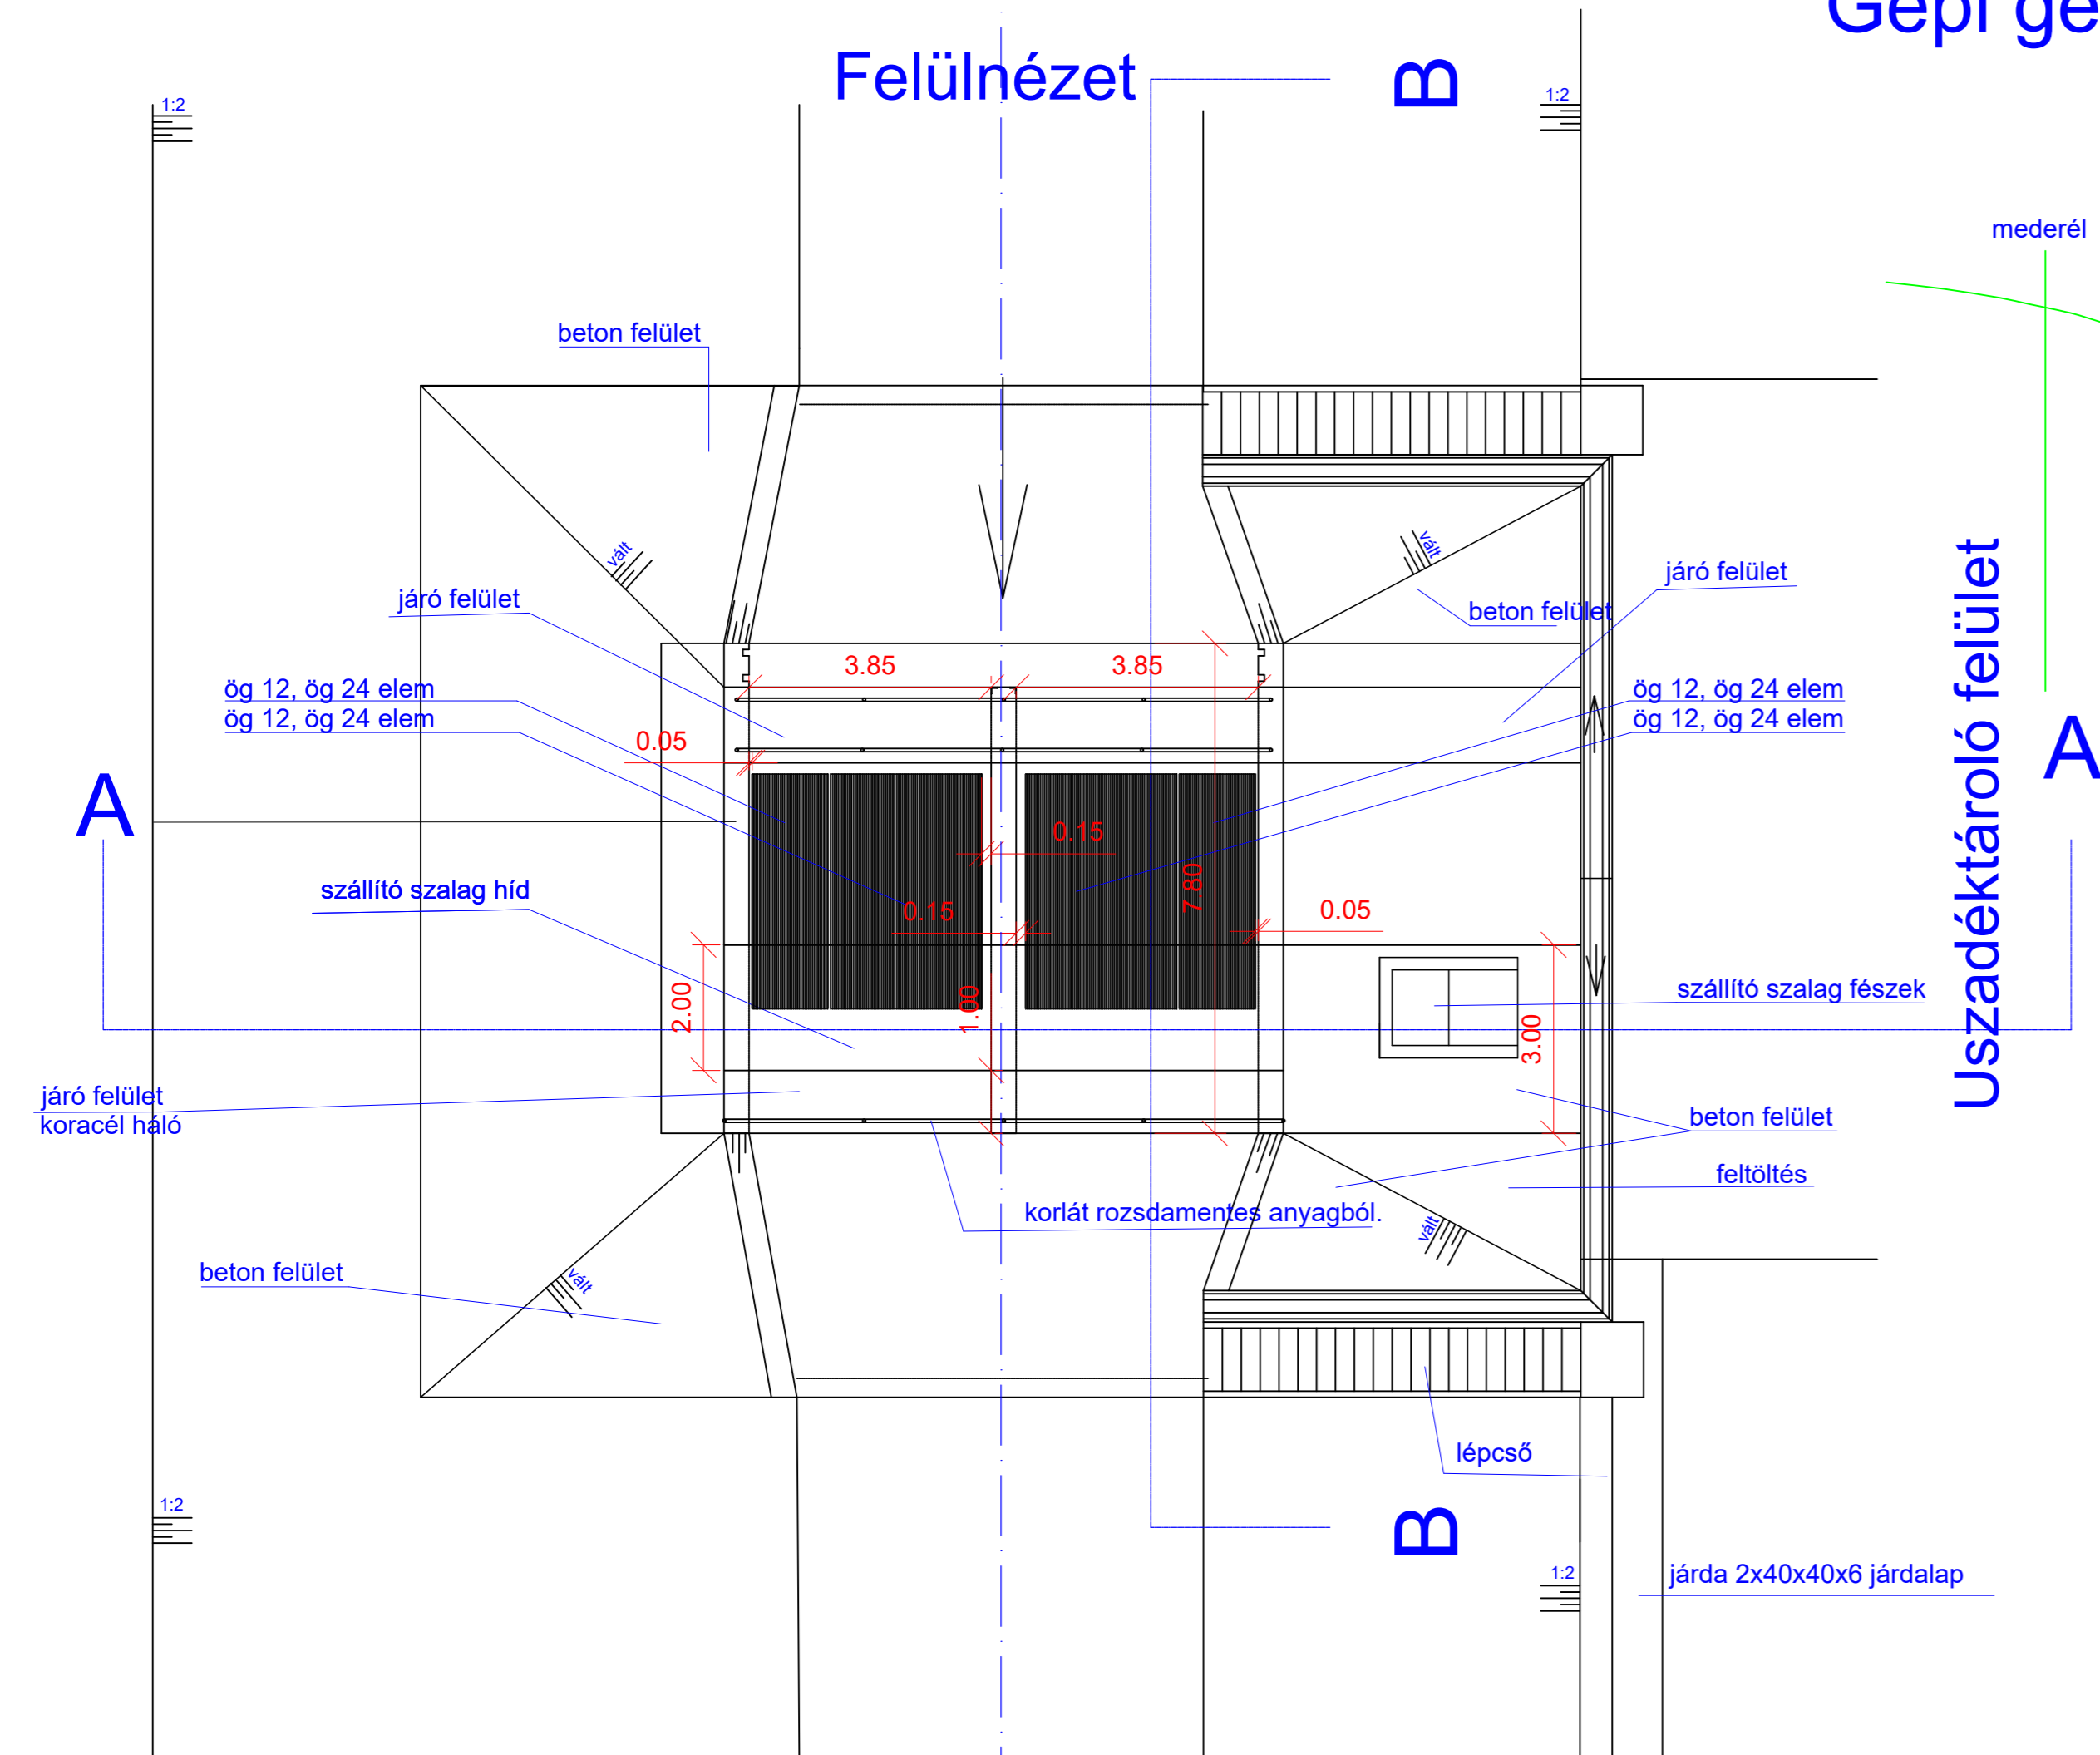 Gépi ge
Felülnézet
B
1:2
1:2
mederél
beton felület
vált
vált
járó felület
járó felület
beton felület
Uszadéktároló felület
3.85
3.85
ög 12, ög 24 elem
ög 12, ög 24 elem
ög 12, ög 24 elem
ög 12, ög 24 elem
0.05
A
A
0.15
7.80
szállító szalag híd
0.15
0.05
2.00
1.00
3.00
szállító szalag fészek
járó felület
koracél háló
beton felület
feltöltés
korlát rozsdamentes anyagból.
vált
beton felület
vált
lépcső
1:2
B
1:2
járda 2x40x40x6 járdalap